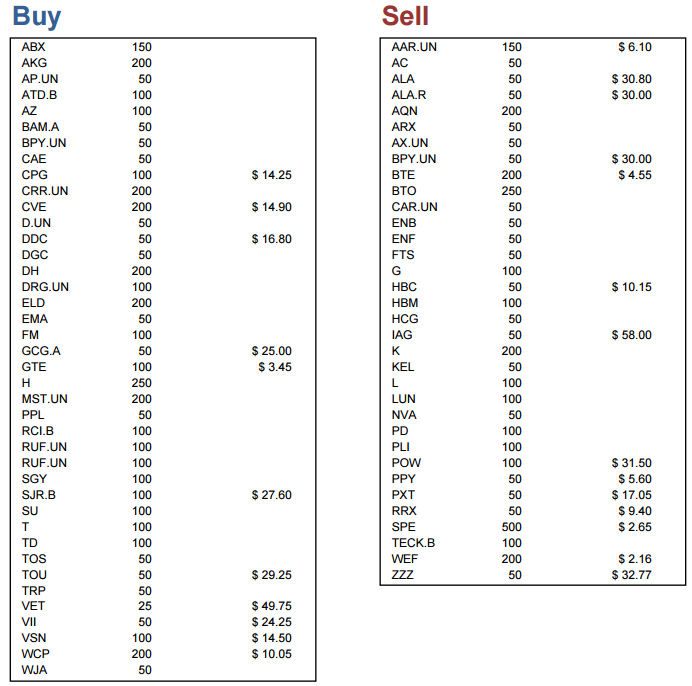 Buy
ABX 150
AKG 200
AP.UN 50
ATD.B 100
AZ 100
BAM.A 50
BPY.UN 50
CAE 50
CPG 100 $ 14.25
CRR.UN 200
CVE 200 $ 14.90
D.UN 50
DDC 50 $ 16.80
DGC 50
DH 200
DRG.UN 100
ELD 200
EMA 50
FM 100
GCG.A 50 $ 25.00
GTE 100 $ 3.45
H 250
MST.UN 200
PPL 50
RCI.B 100
RUF.UN 100
RUF.UN 100
SGY 100
SJR.B 100 $ 27.60
SU 100
T 100
TD 100
TOS 50
TOU 50 $ 29.25
TRP 50
VET 25 $ 49.75
VII 50 $ 24.25
VSN 100 $ 14.50
WCP 200 $ 10.05
WJA 50
Sell
AAR.UN 150 $ 6.10
AC 50
ALA 50 $ 30.80
ALA.R 50 $ 30.00
AQN 200
ARX 50
AX.UN 50
BPY.UN 50 $ 30.00
BTE 200 $ 4.55
BTO 250
CAR.UN 50
ENB 50
ENF 50
FTS 50
G 100
HBC 50 $ 10.15
HBM 100
HCG 50
IAG 50 $ 58.00
K 200
KEL 50
L 100
LUN 100
NVA 50
PD 100
PLI 100
POW 100 $ 31.50
PPY 50 $ 5.60
PXT 50 $ 17.05
RRX 50 $ 9.40
SPE 500 $ 2.65
TECK.B 100
WEF 200 $ 2.16
ZZZ 50 $ 32.77